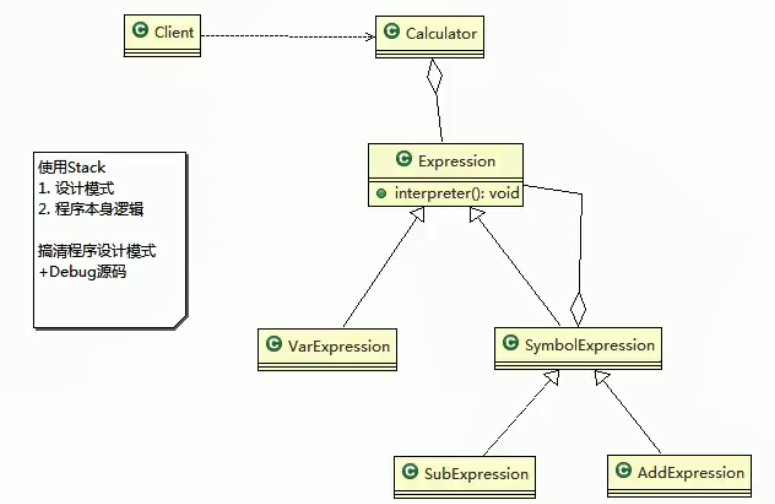 Client
Calculator
Expression
interpreter(): void
使用Stack
1. 设计模式
2. 程序本身逻辑
搞清程序设计模式
+Debug源码
VarExpression
SymbolExpression
SubExpression
AddExpression